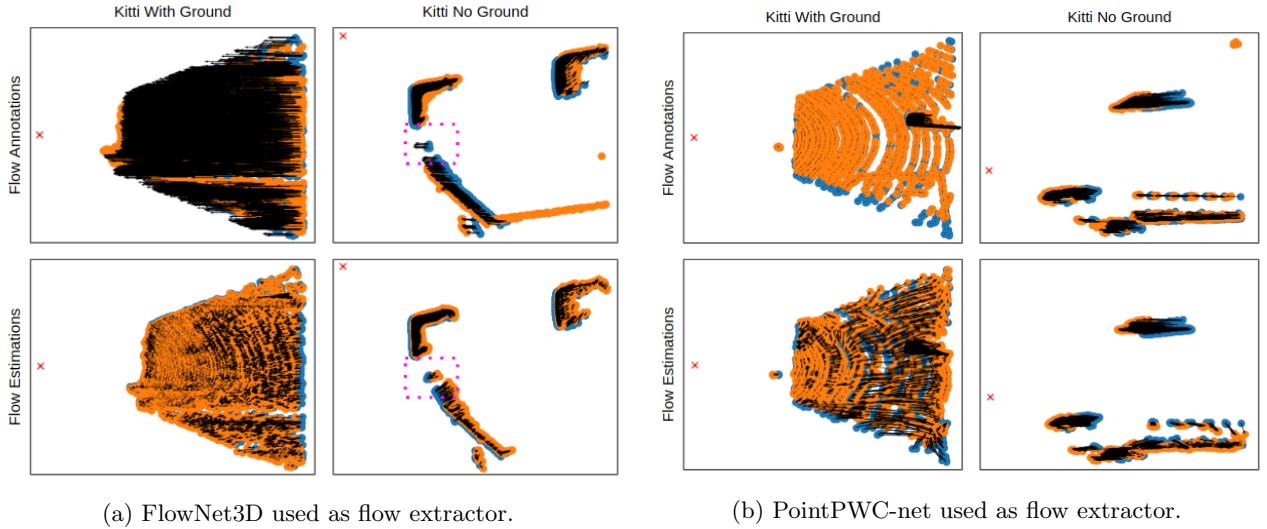 Kitti With Ground
Kitti No Ground
Flow Annotations
Flow Estimations
(a) FlowNet3D used as flow extractor.
Kitti With Ground
Kitti No Ground
Flow Annotations
Flow Estimations
(b) PointPWC-net used as flow extractor.